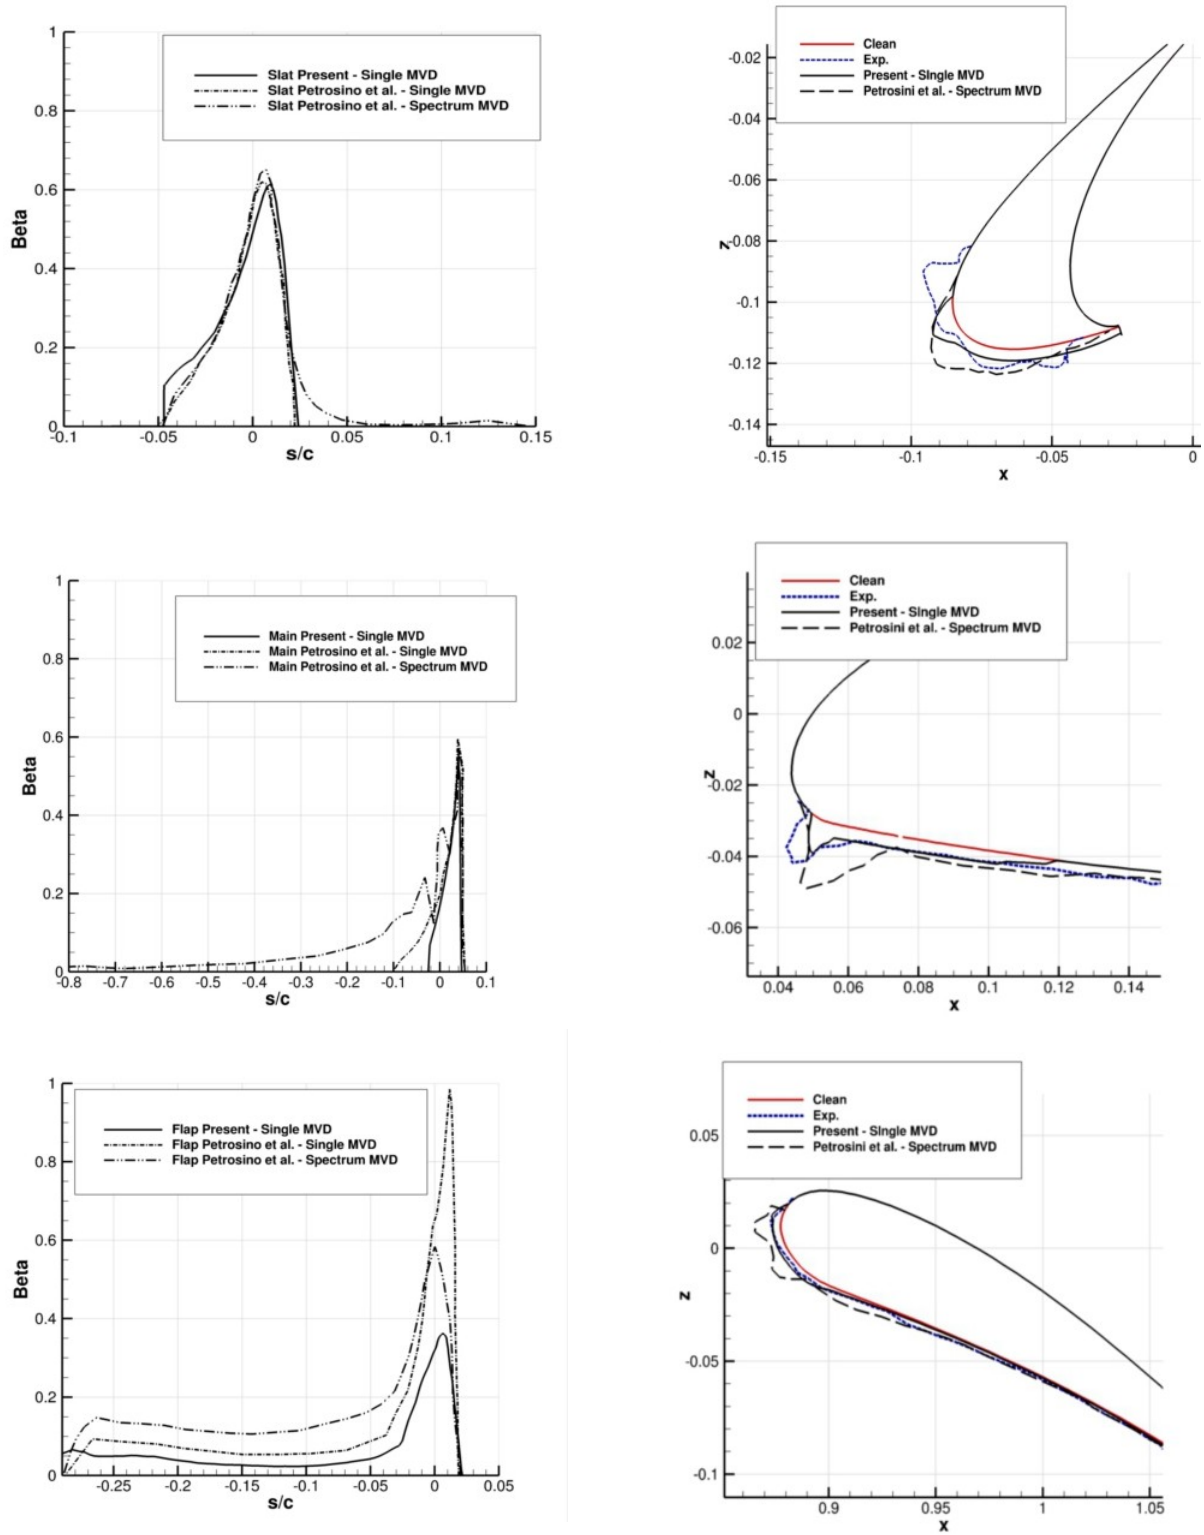 1
0.8
0.6
0.4
0.2
0
Beta
-0.1
-0.05
0
0.05
0.1
0.15
s/c
Slat Present - Single MVD
Slat Petrosino et al. - Single MVD
Slat Petrosino et al. - Spectrum MVD
Clean
Exp.
Present - SIngle MVD
Petrosini et al. - Spectrum MVD
-0.02
-0.04
-0.06
-0.08
-0.1
-0.12
-0.14
z
-0.15
-0.1
-0.05
0
x
1
0.8
0.6
0.4
0.2
0
Beta
-0.8
-0.7
-0.6
-0.5
-0.4
-0.3
-0.2
-0.1
0
0.1
s/c
Main Present - Single MVD
Main Petrosino et al. - Single MVD
Main Petrosino et al. - Spectrum MVD
Clean
Exp.
Present - SIngle MVD
Petrosini et al. - Spectrum MVD
0.02
0
-0.02
-0.04
-0.06
z
0.04
0.06
0.08
0.1
0.12
0.14
x
1
0.8
0.6
0.4
0.2
0
Beta
-0.25
-0.2
-0.15
-0.1
-0.05
0
0.05
s/c
Flap Present - Single MVD
Flap Petrosino et al. - Single MVD
Flap Petrosino et al. - Spectrum MVD
Clean
Exp.
Present - SIngle MVD
Petrosini et al. - Spectrum MVD
0.05
0
-0.05
-0.1
z
0.9
0.95
1
1.05
x